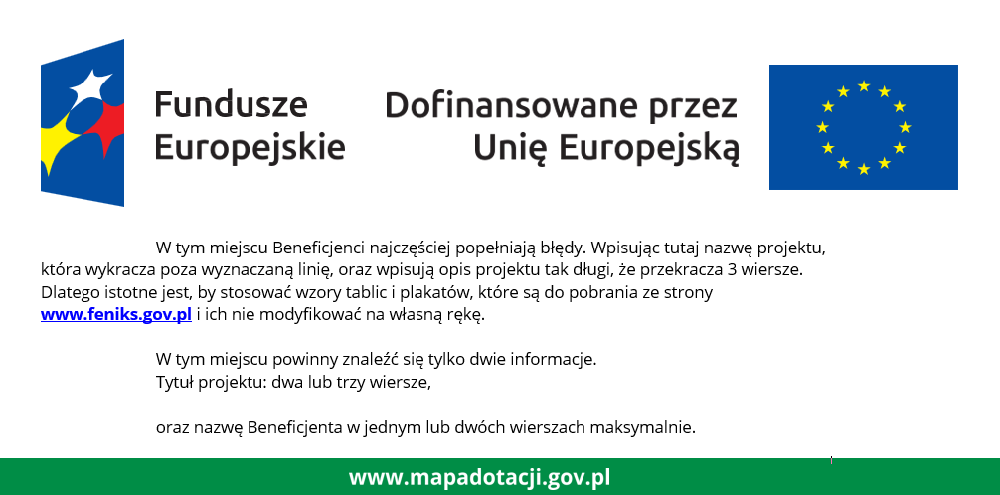 Fundusze
Europejskie
Dofinansowane przez
Unię Europejską
W tym miejscu Beneficjenci najczęściej popełniają błędy. Wpisując tutaj nazwę projektu,
która wykracza poza wyznaczaną linię, oraz wpisują opis projektu tak długi, że przekracza 3 wiersze.
Dlatego istotne jest, by stosować wzory tablic i plakatów, które są do pobrania ze strony
www.feniks.gov.pl i ich nie modyfikować na własną rękę.
W tym miejscu powinny znaleźć się tylko dwie informacje.
Tytuł projektu: dwa lub trzy wiersze,
oraz nazwę Beneficjenta w jednym lub dwóch wierszach maksymalnie.
www.mapadotacji.gov.pl